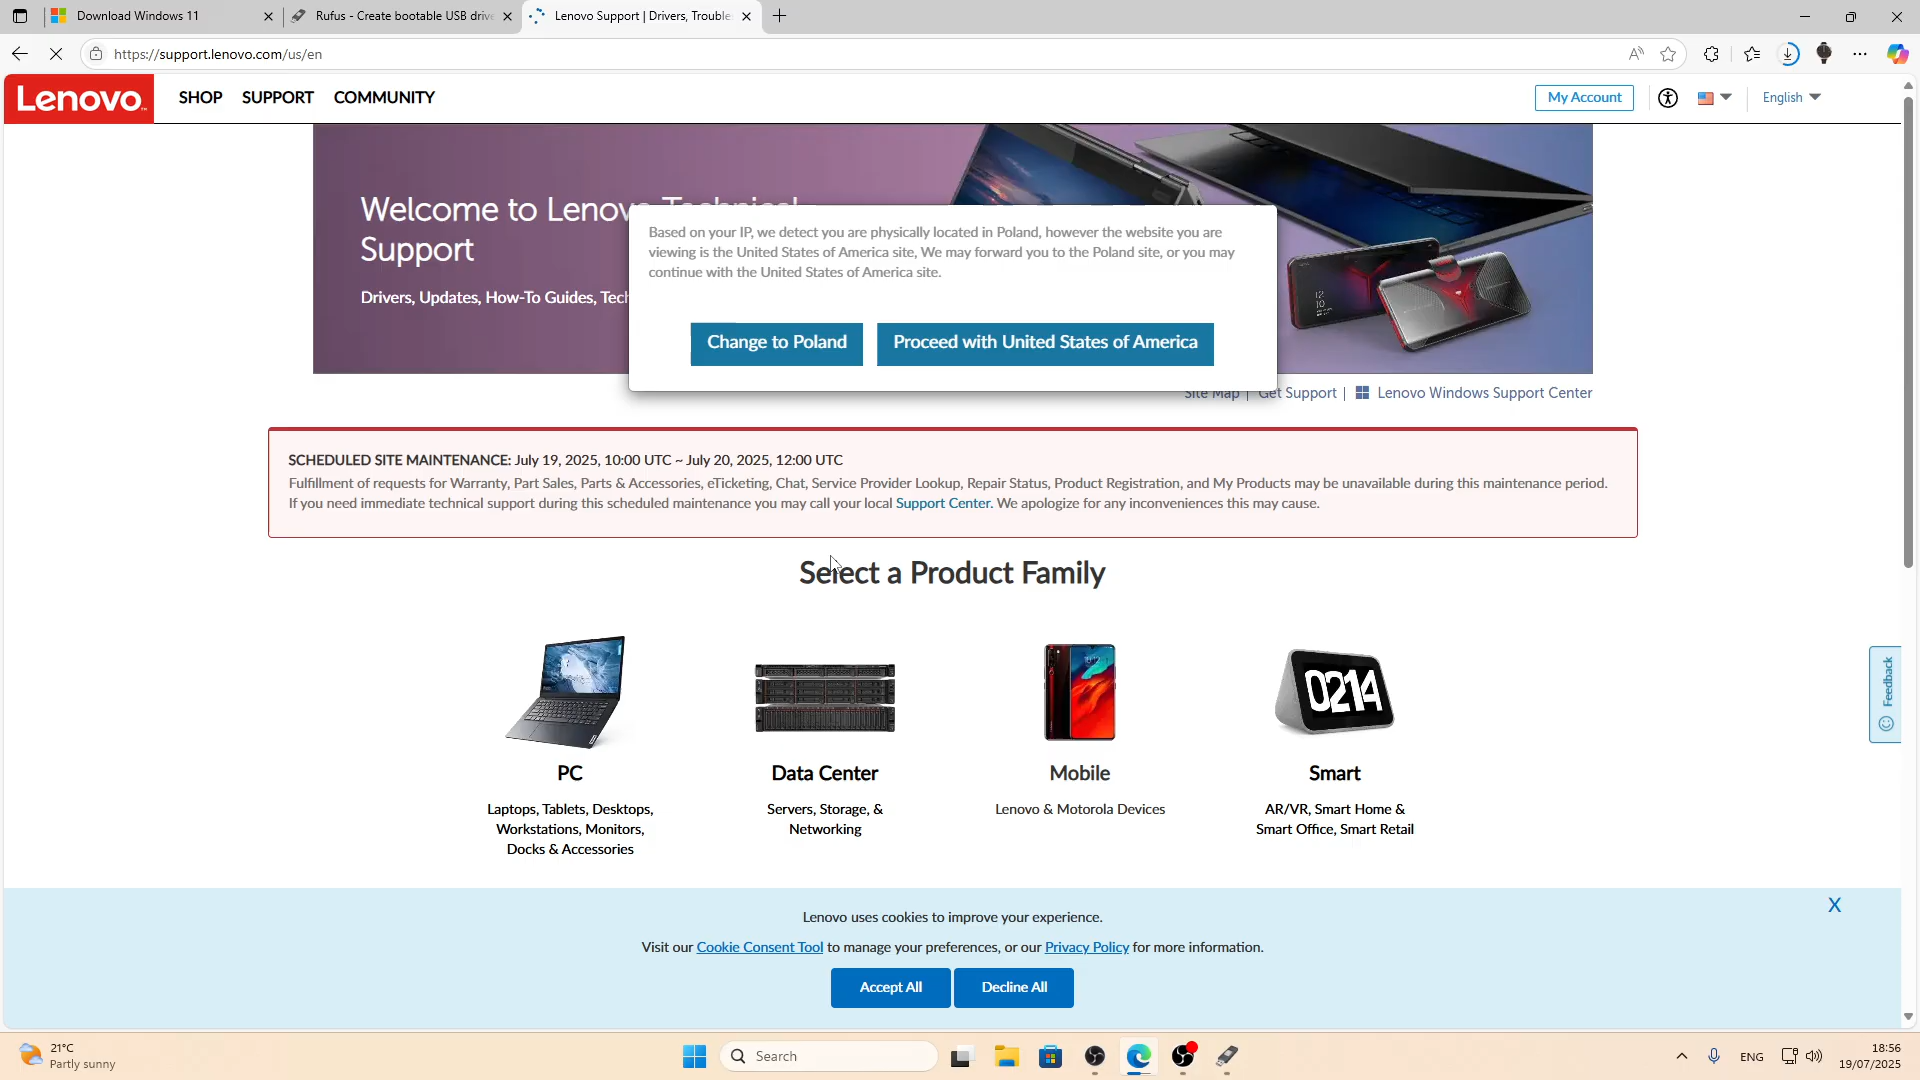 Download Windows 11
Rufus - Create bootable USB drive
Lenovo Support | Drivers, Trouble
https://support.lenovo.com/us/en
Lenovo
SHOP SUPPORT COMMUNITY
My Account
English
Welcome to Lenovo Technical
Support
Drivers, Updates, How-To Guides, Tech
Based on your IP, we detect you are physically located in Poland, however the website you are
viewing is the United States of America site, We may forward you to the Poland site, or you may
continue with the United States of America site.
Change to Poland
Proceed with United States of America
12
10
Site Map | Get Support | Lenovo Windows Support Center
SCHEDULED SITE MAINTENANCE: July 19, 2025, 10:00 UTC ~ July 20, 2025, 12:00 UTC
Fulfillment of requests for Warranty, Part Sales, Parts & Accessories, eTicketing, Chat, Service Provider Lookup, Repair Status, Product Registration, and My Products may be unavailable during this maintenance period.
If you need immediate technical support during this scheduled maintenance you may call your local Support Center. We apologize for any inconveniences this may cause.
Select a Product Family
0214
Feedback
PC
Laptops, Tablets, Desktops,
Workstations, Monitors,
Docks & Accessories
Data Center
Servers, Storage, &
Networking
Mobile
Lenovo & Motorola Devices
Smart
AR/VR, Smart Home &
Smart Office, Smart Retail
X
Lenovo uses cookies to improve your experience.
Visit our Cookie Consent Tool to manage your preferences, or our Privacy Policy for more information.
Accept All
Decline All
21°C
Partly sunny
Search
ENG
18:56
19/07/2025